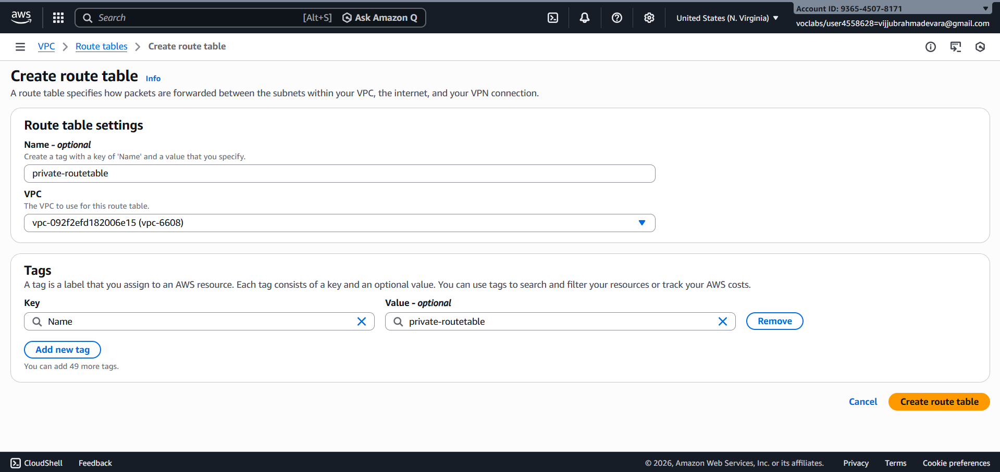 aws
Search [Alt+S] Ask Amazon Q
United States (N. Virginia)
Account ID: 9365-4507-8171
voclabs/user4558628=vijjubrahmadevara@gmail.com
VPC Route tables Create route table
Create route table Info
A route table specifies how packets are forwarded between the subnets within your VPC, the internet, and your VPN connection.
Route table settings
Name - optional
Create a tag with a key of 'Name' and a value that you specify.
private-routetable
VPC
The VPC to use for this route table.
vpc-092f2efd182006e15 (vpc-6608)
Tags
A tag is a label that you assign to an AWS resource. Each tag consists of a key and an optional value. You can use tags to search and filter your resources or track your AWS costs.
Key Value - optional
Name private-routetable Remove
Add new tag
You can add 49 more tags.
Cancel Create route table
CloudShell Feedback © 2026, Amazon Web Services, Inc. or its affiliates. Privacy Terms Cookie preferences